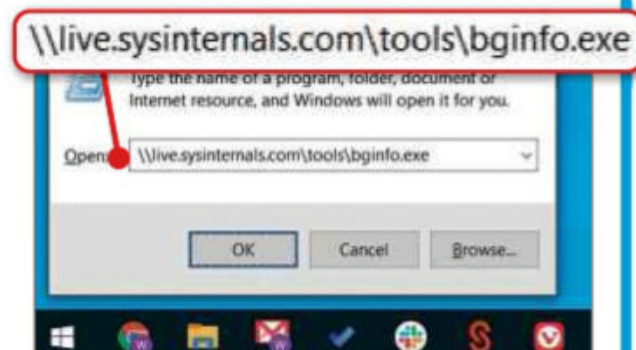 \\live.sysinternals.com\tools\bginfo.exe
Type the name of a program, folder, document or
Internet resource, and Windows will open it for you.
Open: \\live.sysinternals.com\tools\bginfo.exe
OK Cancel Browse...